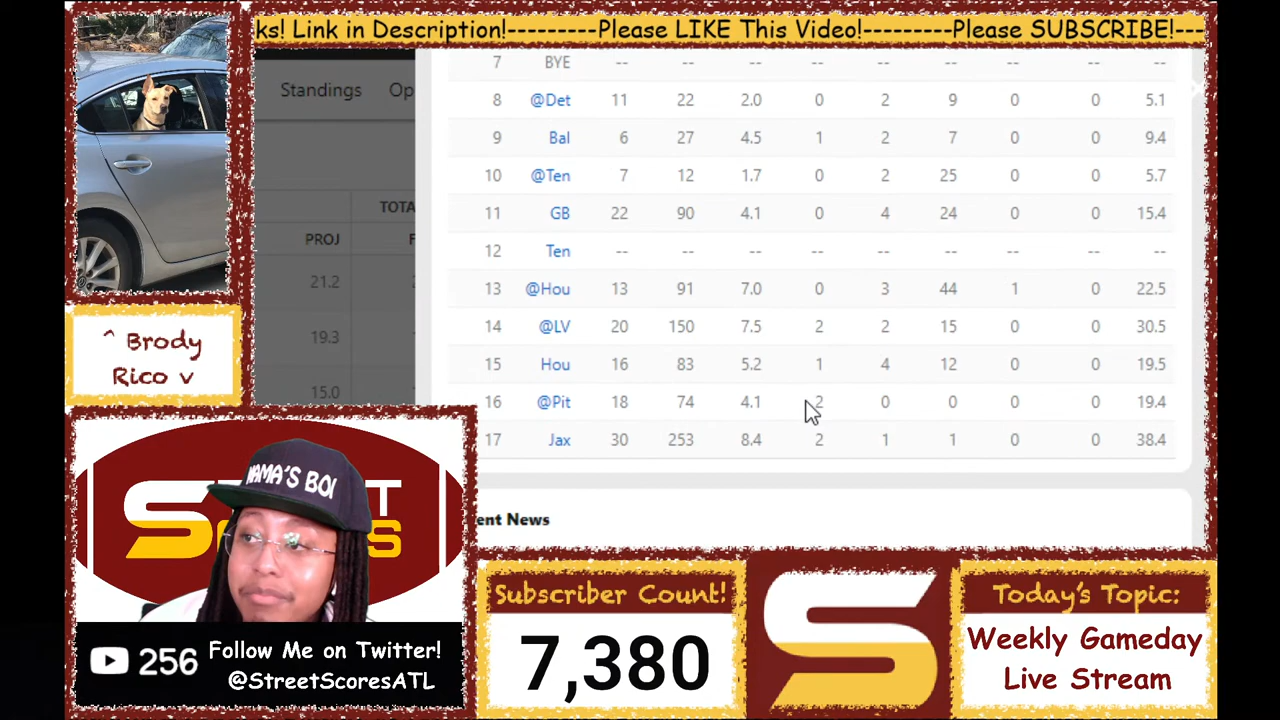 ks! Link in Description!---------Please LIKE This Video!---------Please SUBSCRIBE!---
Standings Op
TOTA
PROJ
21.2
19.3
15.0
7 BYE -- -- -- -- -- -- -- -- --
8 @Det 11 22 2.0 0 2 9 0 0 5.1
9 Bal 6 27 4.5 1 2 7 0 0 9.4
10 @Ten 7 12 1.7 0 2 25 0 0 5.7
11 GB 22 90 4.1 0 4 24 0 0 15.4
12 Ten -- -- -- -- -- -- -- -- --
13 @Hou 13 91 7.0 0 3 44 1 0 22.5
14 @LV 20 150 7.5 2 2 15 0 0 30.5
15 Hou 16 83 5.2 1 4 12 0 0 19.5
16 @Pit 18 74 4.1 2 0 0 0 0 19.4
17 Jax 30 253 8.4 2 1 1 0 0 38.4
ent News
^ Brody
Rico v
MAMA'S BOI
256
Follow Me on Twitter!
@StreetScoresATL
Subscriber Count!
7,380
S
Today's Topic:
Weekly Gameday
Live Stream